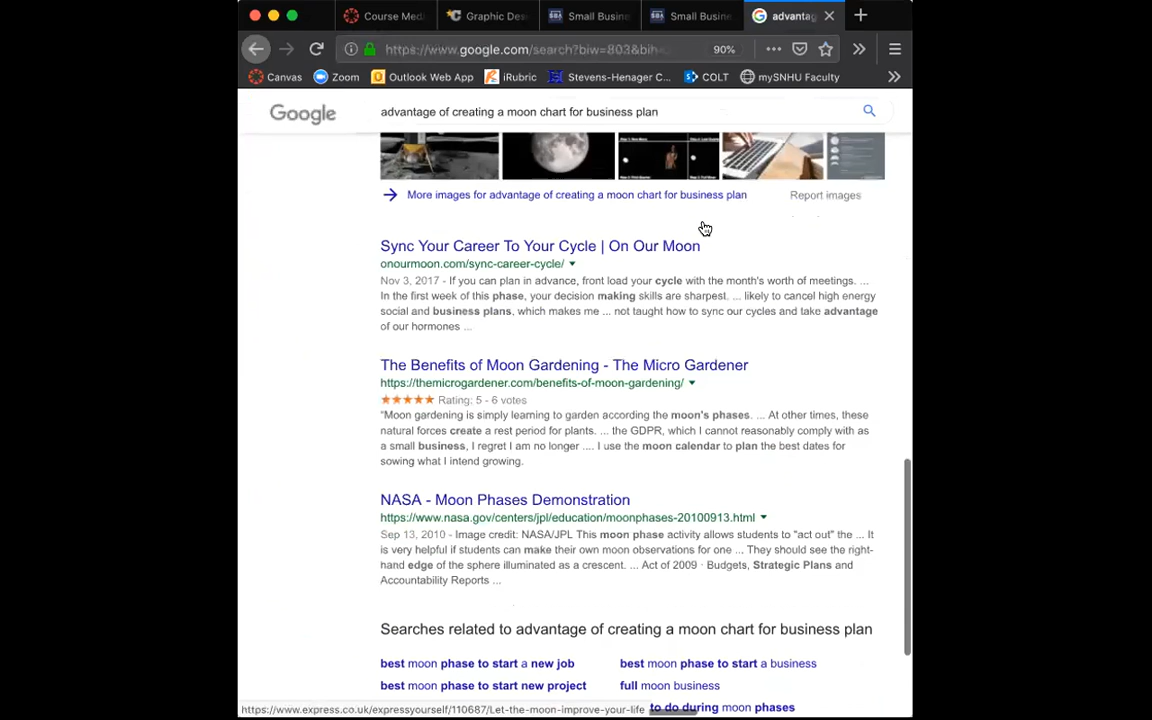 Course Med
Graphic Des
Small Busine
Small Busine
advantag
https://www.google.com/search?biw=803&bih=
90%
Canvas
Zoom
Outlook Web App
iRubric
Stevens-Henager C...
COLT
mySNHU Faculty
Google
advantage of creating a moon chart for business plan
More images for advantage of creating a moon chart for business plan
Report images
Sync Your Career To Your Cycle | On Our Moon
onourmoon.com/sync-career-cycle/
Nov 3, 2017 - If you can plan in advance, front load your cycle with the month's worth of meetings. ...
In the first week of this phase, your decision making skills are sharpest. ... likely to cancel high energy
social and business plans, which makes me ... not taught how to sync our cycles and take advantage
of our hormones ...
The Benefits of Moon Gardening - The Micro Gardener
https://themicrogardener.com/benefits-of-moon-gardening/
Rating: 5 - 6 votes
"Moon gardening is simply learning to garden according the moon's phases. ... At other times, these
natural forces create a rest period for plants. ... the GDPR, which I cannot reasonably comply with as
a small business, I regret I am no longer .... I use the moon calendar to plan the best dates for
sowing what I intend growing.
NASA - Moon Phases Demonstration
https://www.nasa.gov/centers/jpl/education/moonphases-20100913.html
Sep 13, 2010 - Image credit: NASA/JPL This moon phase activity allows students to "act out" the ... It
is very helpful if students can make their own moon observations for one ... They should see the right-
hand edge of the sphere illuminated as a crescent. ... Act of 2009 · Budgets, Strategic Plans and
Accountability Reports ...
Searches related to advantage of creating a moon chart for business plan
best moon phase to start a new job
best moon phase to start a business
best moon phase to start new project
full moon business
to do during moon phases
https://www.express.co.uk/expressyourself/110687/Let-the-moon-improve-your-life